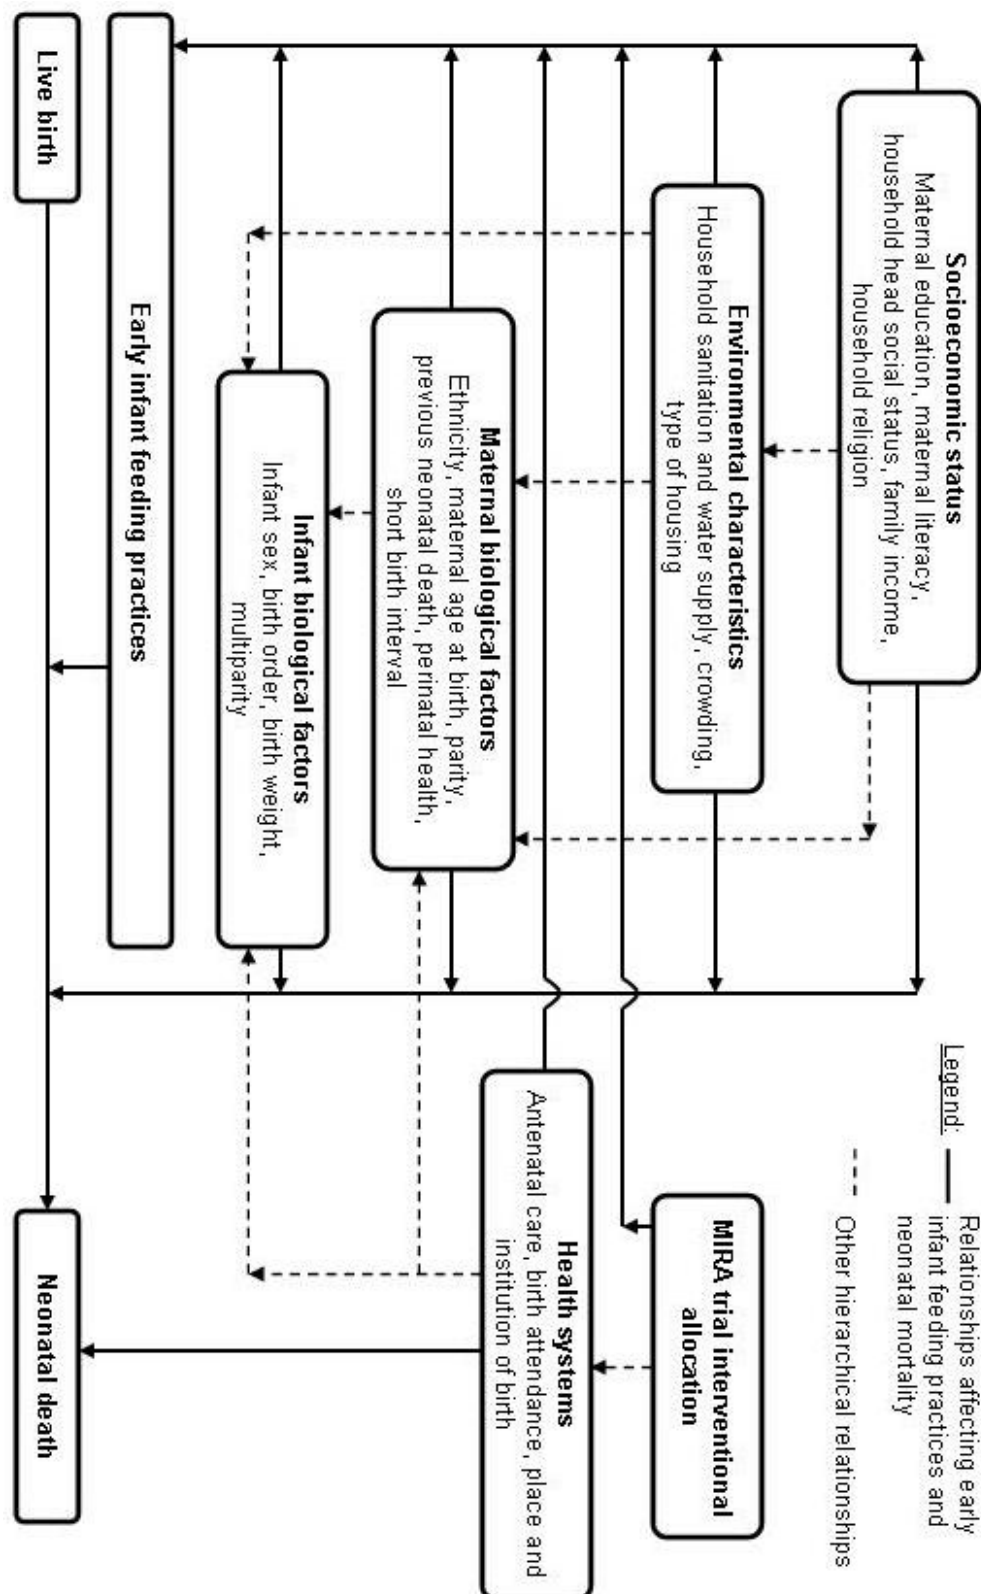 Socioeconomic status
Maternal education, maternal literacy,
household head social status, family income,
household religion
Legend:
Relationships affecting early
infant feeding practices and
neonatal mortality
Other hierarchical relationships
Environmental characteristics
Household sanitation and water supply, crowding,
type of housing
MIRA trial interventional
allocation
Maternal biological factors
Ethnicity, maternal age at birth, parity,
previous neonatal death, perinatal health,
short birth interval
Health systems
Antenatal care, birth attendance, place and
institution of birth
Infant biological factors
Infant sex, birth order, birth weight,
multiparity
Early infant feeding practices
Live birth
Neonatal death